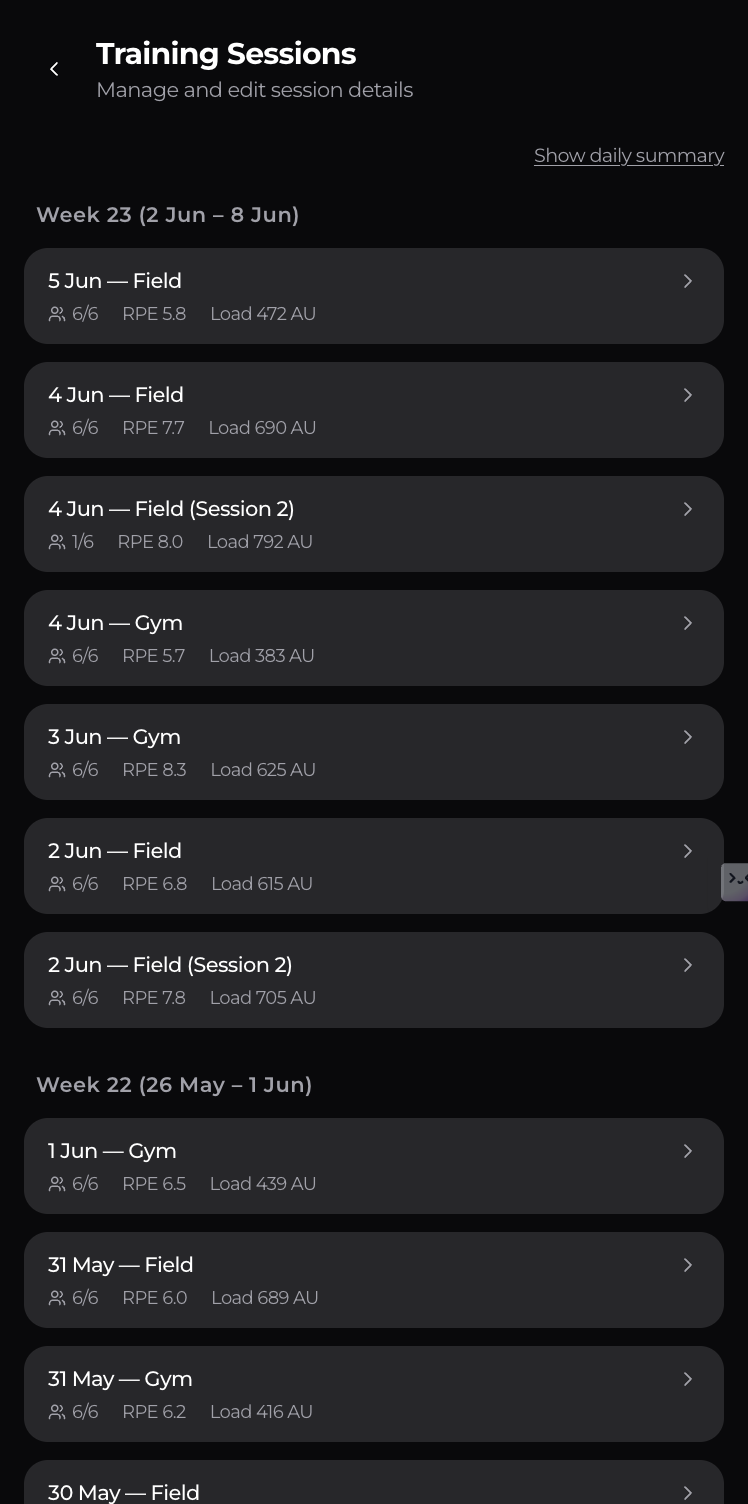 Training Sessions
Manage and edit session details
Show daily summary
Week 23 (2 Jun – 8 Jun)
5 Jun — Field
6/6 RPE 5.8 Load 472 AU
4 Jun — Field
6/6 RPE 7.7 Load 690 AU
4 Jun — Field (Session 2)
1/6 RPE 8.0 Load 792 AU
4 Jun — Gym
6/6 RPE 5.7 Load 383 AU
3 Jun — Gym
6/6 RPE 8.3 Load 625 AU
2 Jun — Field
6/6 RPE 6.8 Load 615 AU
2 Jun — Field (Session 2)
6/6 RPE 7.8 Load 705 AU
Week 22 (26 May – 1 Jun)
1 Jun — Gym
6/6 RPE 6.5 Load 439 AU
31 May — Field
6/6 RPE 6.0 Load 689 AU
31 May — Gym
6/6 RPE 6.2 Load 416 AU
30 May — Field